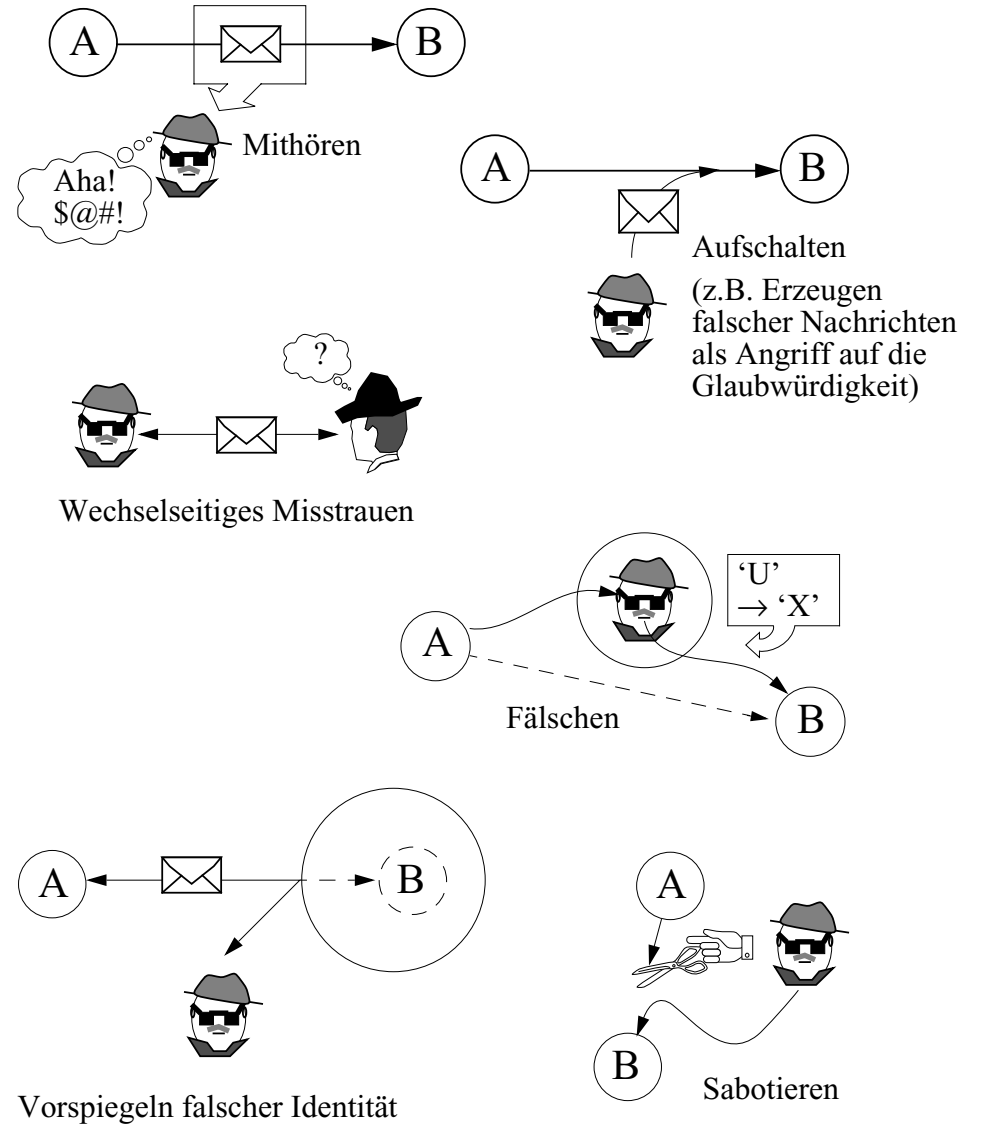 A
B
Mithören
Aha!
$@#!
A
B
Aufschalten
(z.B. Erzeugen
falscher Nachrichten
als Angriff auf die
Glaubwürdigkeit)
?
Wechselseitiges Misstrauen
‘U’
→ ‘X’
A
B
Fälschen
A
B
Vorspiegeln falscher Identität
A
B
Sabotieren